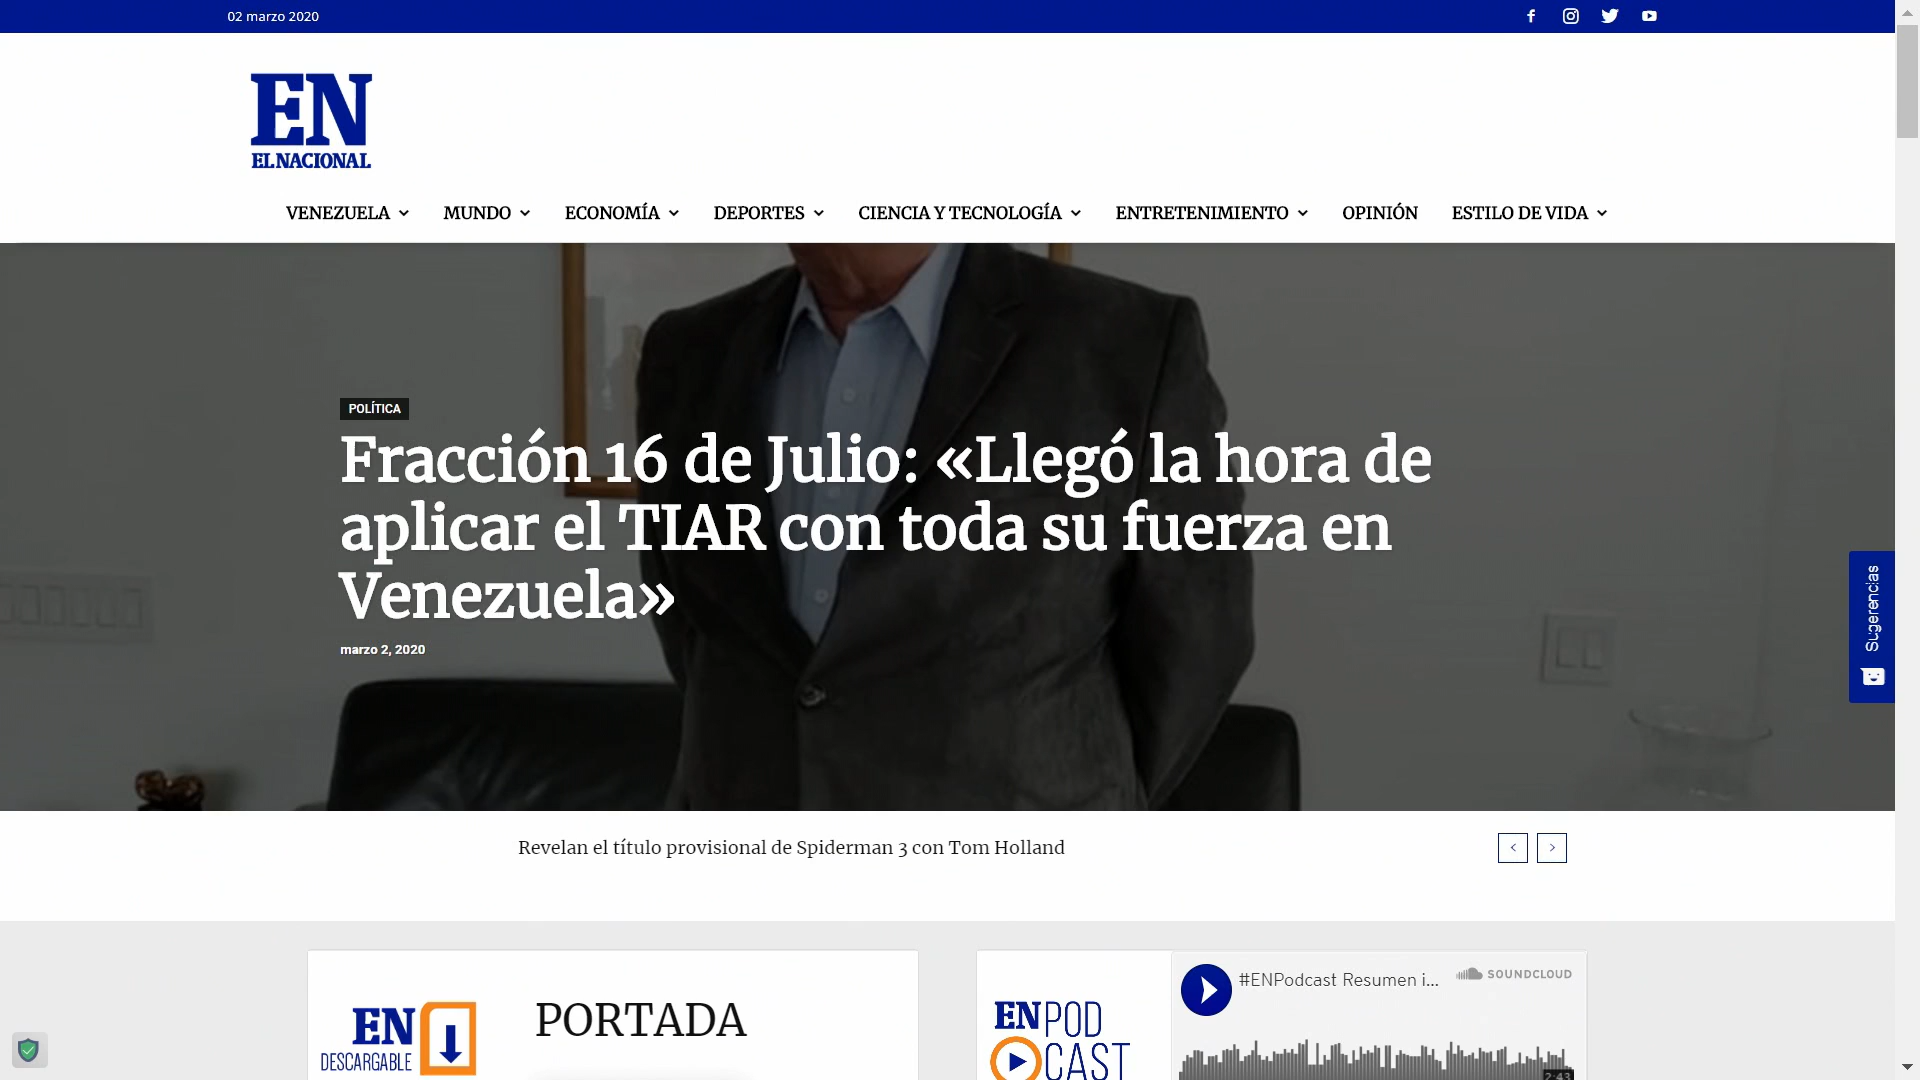 02 marzo 2020
EN
EL NACIONAL
VENEZUELA MUNDO ECONOMÍA DEPORTES CIENCIA Y TECNOLOGÍA ENTRETENIMIENTO OPINIÓN ESTILO DE VIDA
POLÍTICA
Fracción 16 de Julio: «Llegó la hora de
aplicar el TIAR con toda su fuerza en
Venezuela»
marzo 2, 2020
Sugerencias
Revelan el título provisional de Spiderman 3 con Tom Holland
EN
DESCARGABLE
PORTADA
EN POD
CAST
#ENPodcast Resumen i...
SOUNDCLOUD
2:43